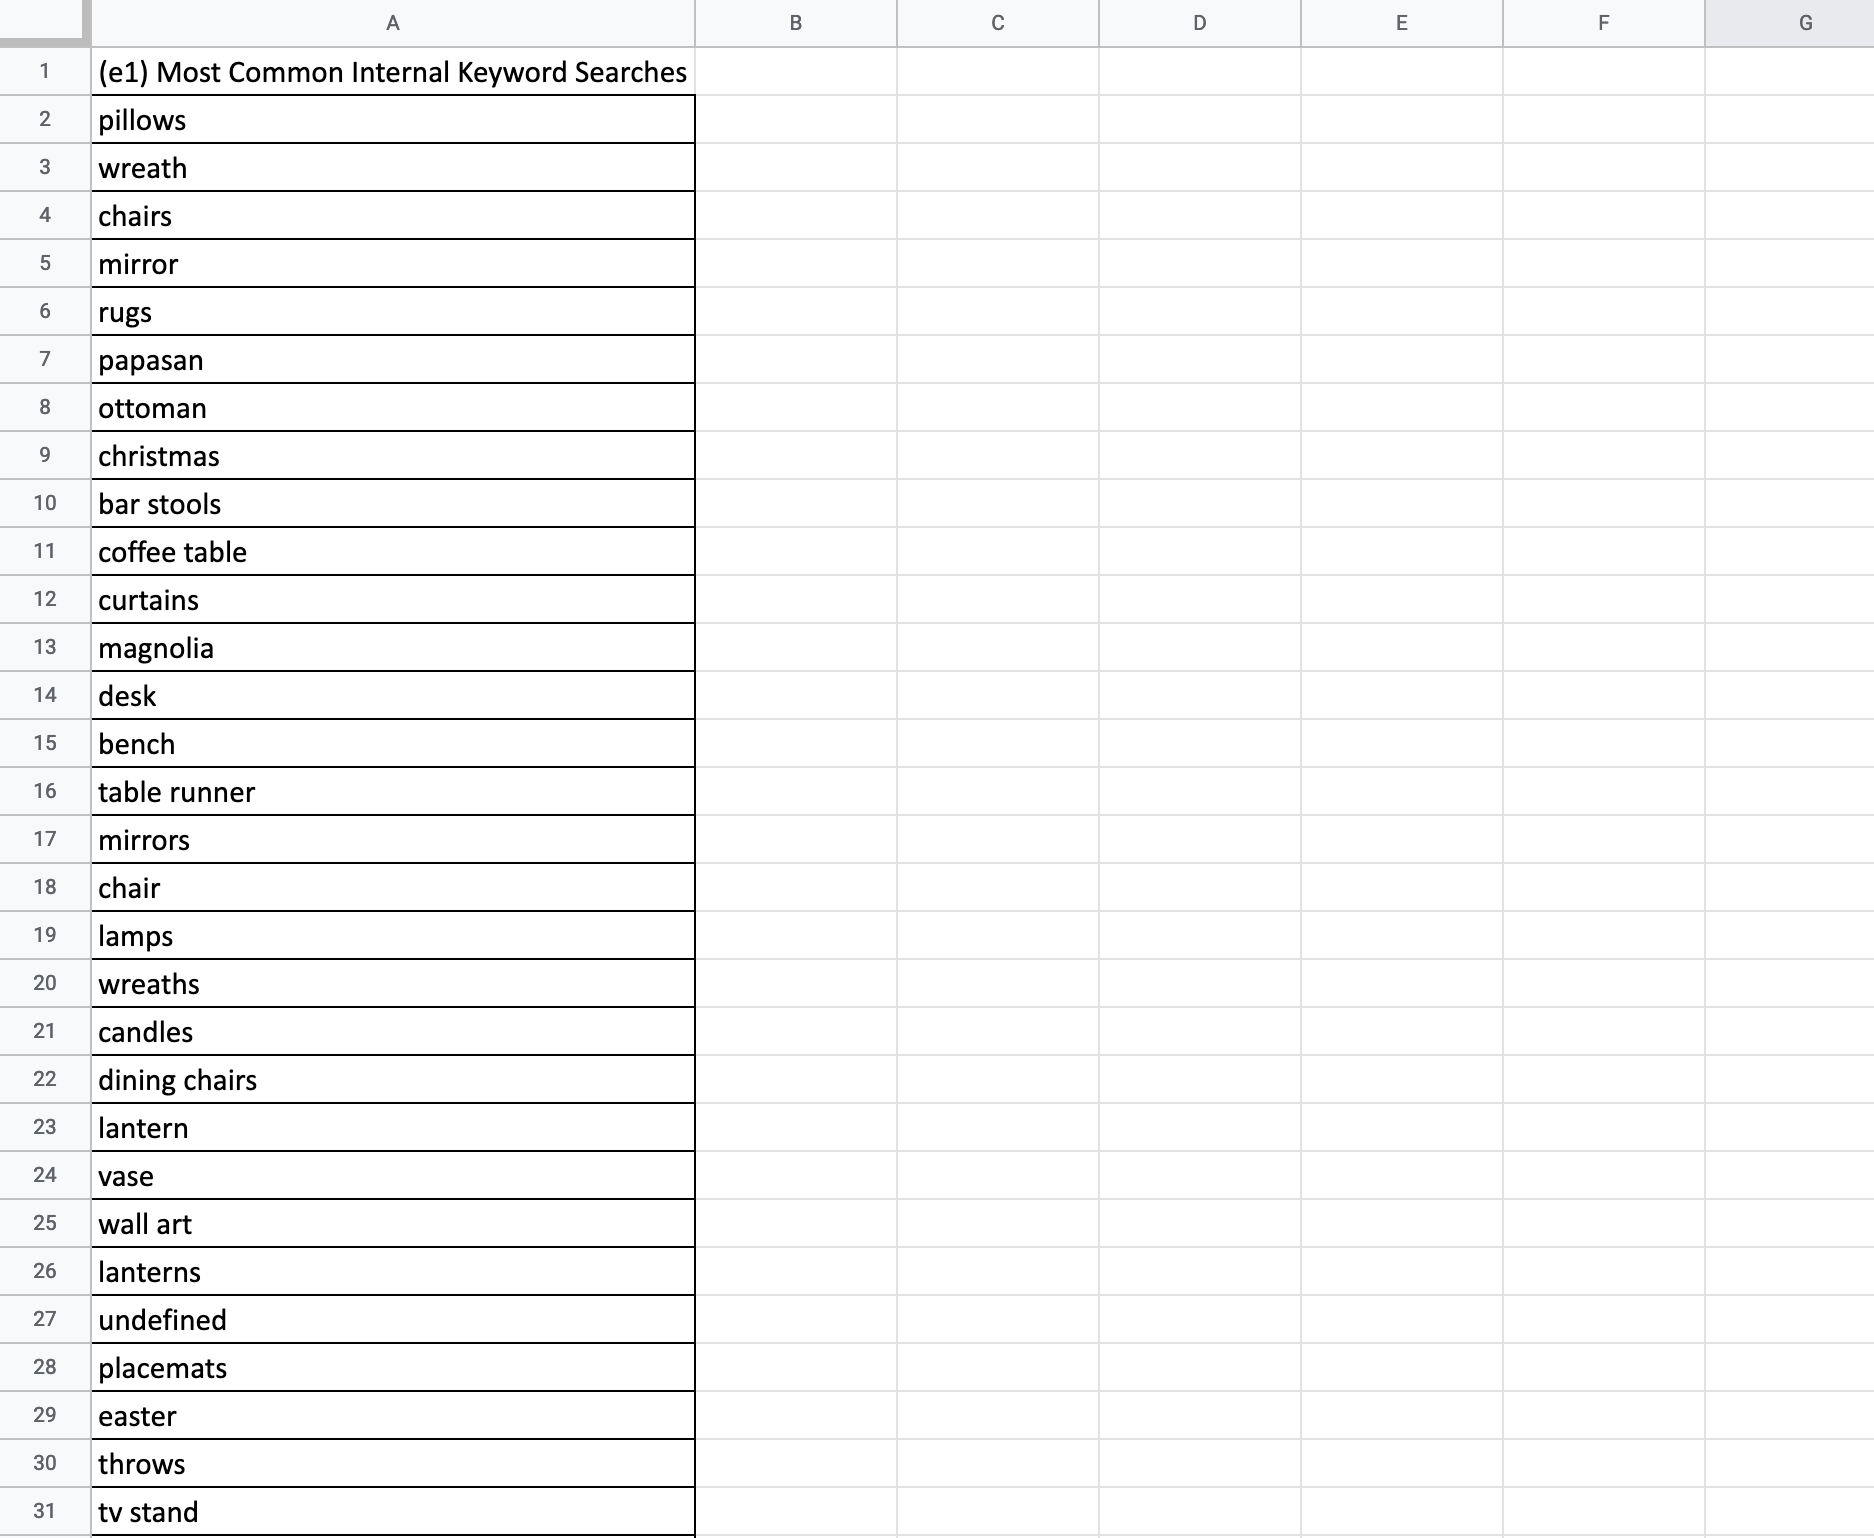 A B C D E F G
1 (e1) Most Common Internal Keyword Searches
2 pillows
3 wreath
4 chairs
5 mirror
6 rugs
7 papasan
8 ottoman
9 christmas
10 bar stools
11 coffee table
12 curtains
13 magnolia
14 desk
15 bench
16 table runner
17 mirrors
18 chair
19 lamps
20 wreaths
21 candles
22 dining chairs
23 lantern
24 vase
25 wall art
26 lanterns
27 undefined
28 placemats
29 easter
30 throws
31 tv stand